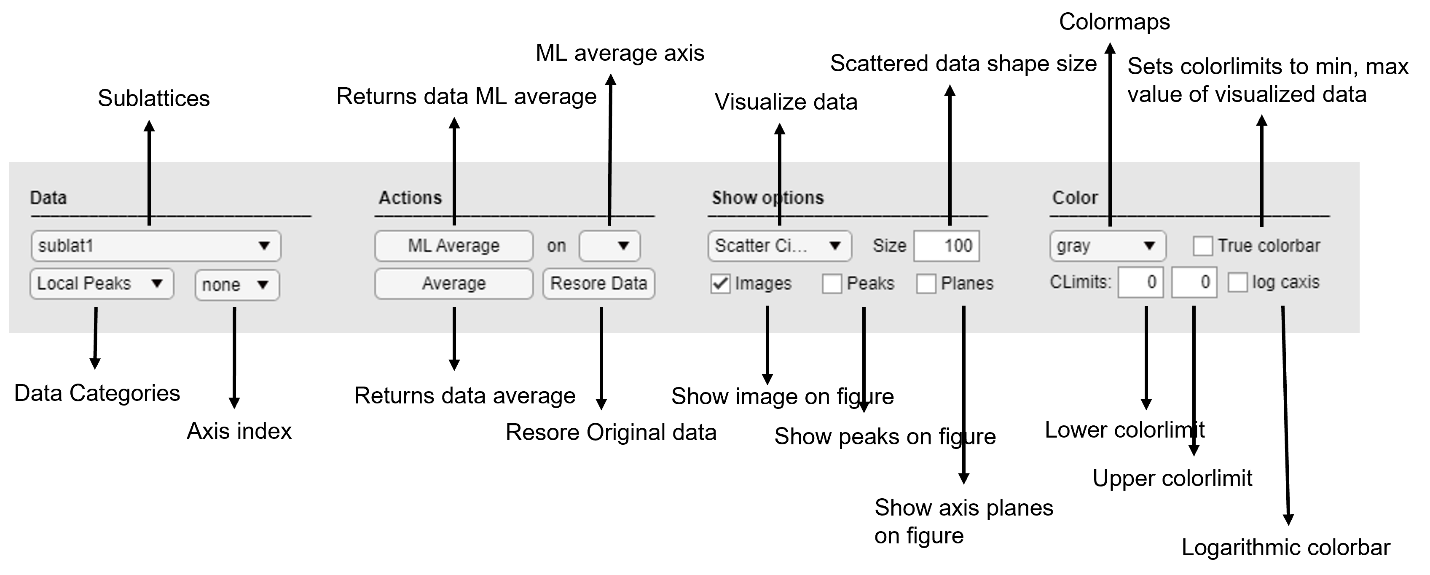 Colormaps
ML average axis
Scattered data shape size
Sets colorlimits to min, max
value of visualized data
Sublattices
Returns data ML average
Visualize data
Data
Actions
Show options
Color
sublat1
ML Average
on
Scatter Ci...
Size
100
gray
True colorbar
Local Peaks
none
Average
Resore Data
Images
Peaks
Planes
CLimits:
0
0
log caxis
Data Categories
Returns data average
Show image on figure
Axis index
Resore Original data
Show peaks on figure
Lower colorlimit
Upper colorlimit
Show axis planes
on figure
Logarithmic colorbar